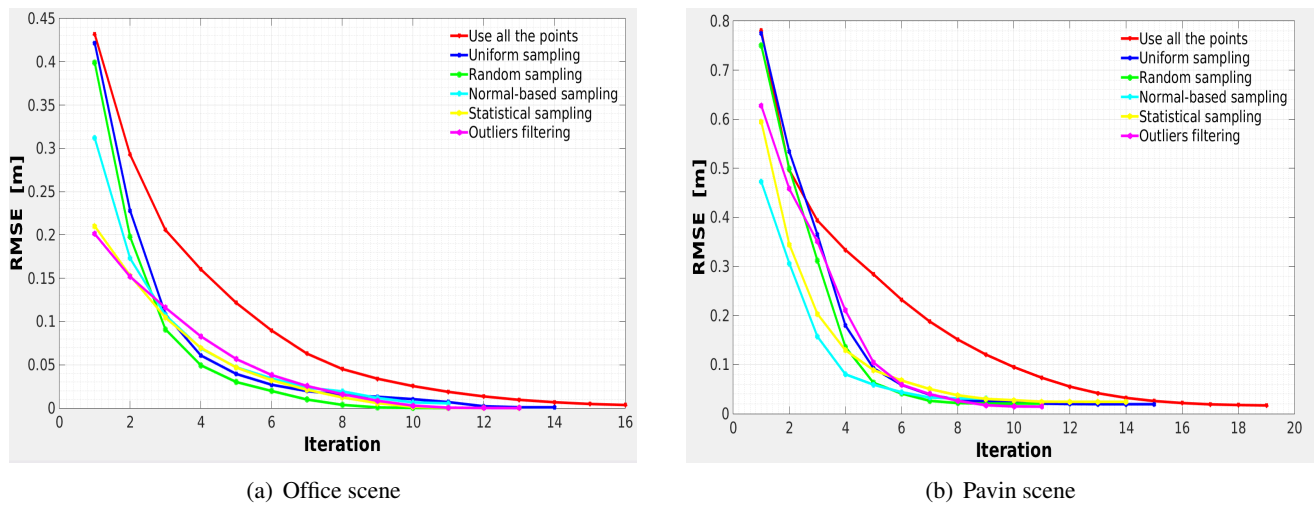 0.45
0.4
0.35
0.3
0.25
0.2
0.15
0.1
0.05
0
RMSE [m]
0 2 4 6 8 10 12 14 16
Iteration
Use all the points
Uniform sampling
Random sampling
Normal-based sampling
Statistical sampling
Outliers filtering
(a) Office scene
0.8
0.7
0.6
0.5
0.4
0.3
0.2
0.1
0
RMSE [m]
0 2 4 6 8 10 12 14 16 18 20
Iteration
Use all the points
Uniform sampling
Random sampling
Normal-based sampling
Statistical sampling
Outliers filtering
(b) Pavin scene